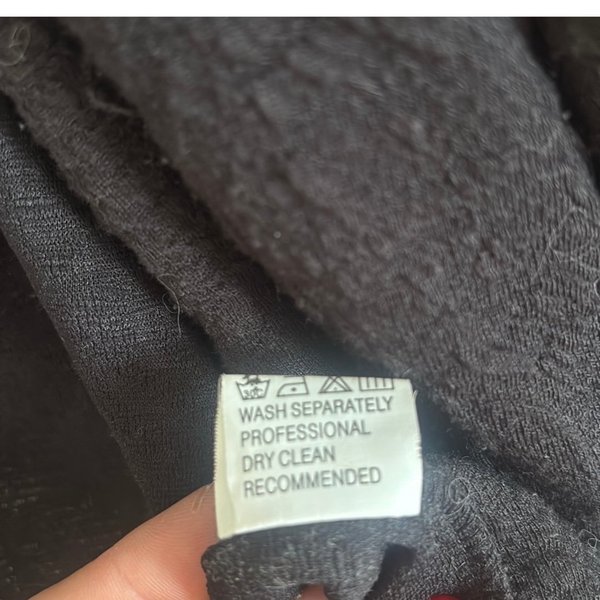 WASH SEPARATELY
PROFESSIONAL
DRY CLEAN
RECOMMENDED